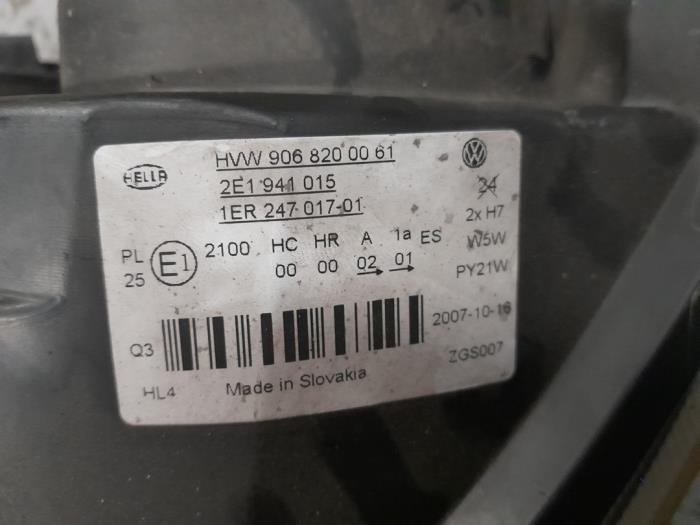 HELLA
HVW 906 820 00 61
2E1 941 015
1ER 247 017-01
24
2x H7
W5W
PY21W
PL 25 E1 2100
HC HR A 1a ES
00 00 02 01
2007-10-16
Q3
ZGS007
HL4
Made in Slovakia